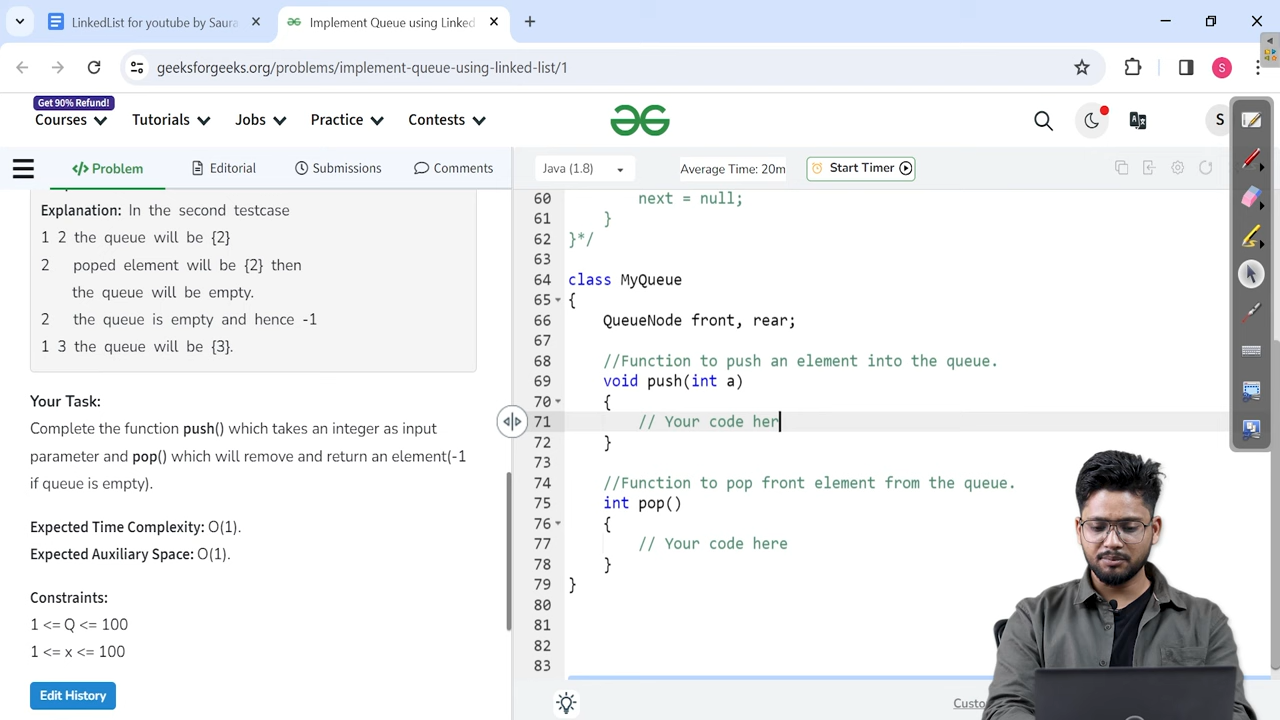 LinkedList for youtube by Saura
Implement Queue using Linked
geeksforgeeks.org/problems/implement-queue-using-linked-list/1
S
Get 90% Refund!
Courses
Tutorials
Jobs
Practice
Contests
S
Problem
Editorial
Submissions
Comments
Java (1.8)
Average Time: 20m
Start Timer
Explanation: In the second testcase
1 2 the queue will be {2}
2 poped element will be {2} then
the queue will be empty.
2 the queue is empty and hence -1
1 3 the queue will be {3}.
Your Task:
Complete the function push() which takes an integer as input
parameter and pop() which will remove and return an element(-1
if queue is empty).
Expected Time Complexity: O(1).
Expected Auxiliary Space: O(1).
Constraints:
1 <= Q <= 100
1 <= x <= 100
Edit History
60 next = null;
61 }
62 }*/
63
64 class MyQueue
65 {
66 QueueNode front, rear;
67
68 //Function to push an element into the queue.
69 void push(int a)
70 {
71 // Your code her
72 }
73
74 //Function to pop front element from the queue.
75 int pop()
76 {
77 // Your code here
78 }
79 }
80
81
82
83
Custo